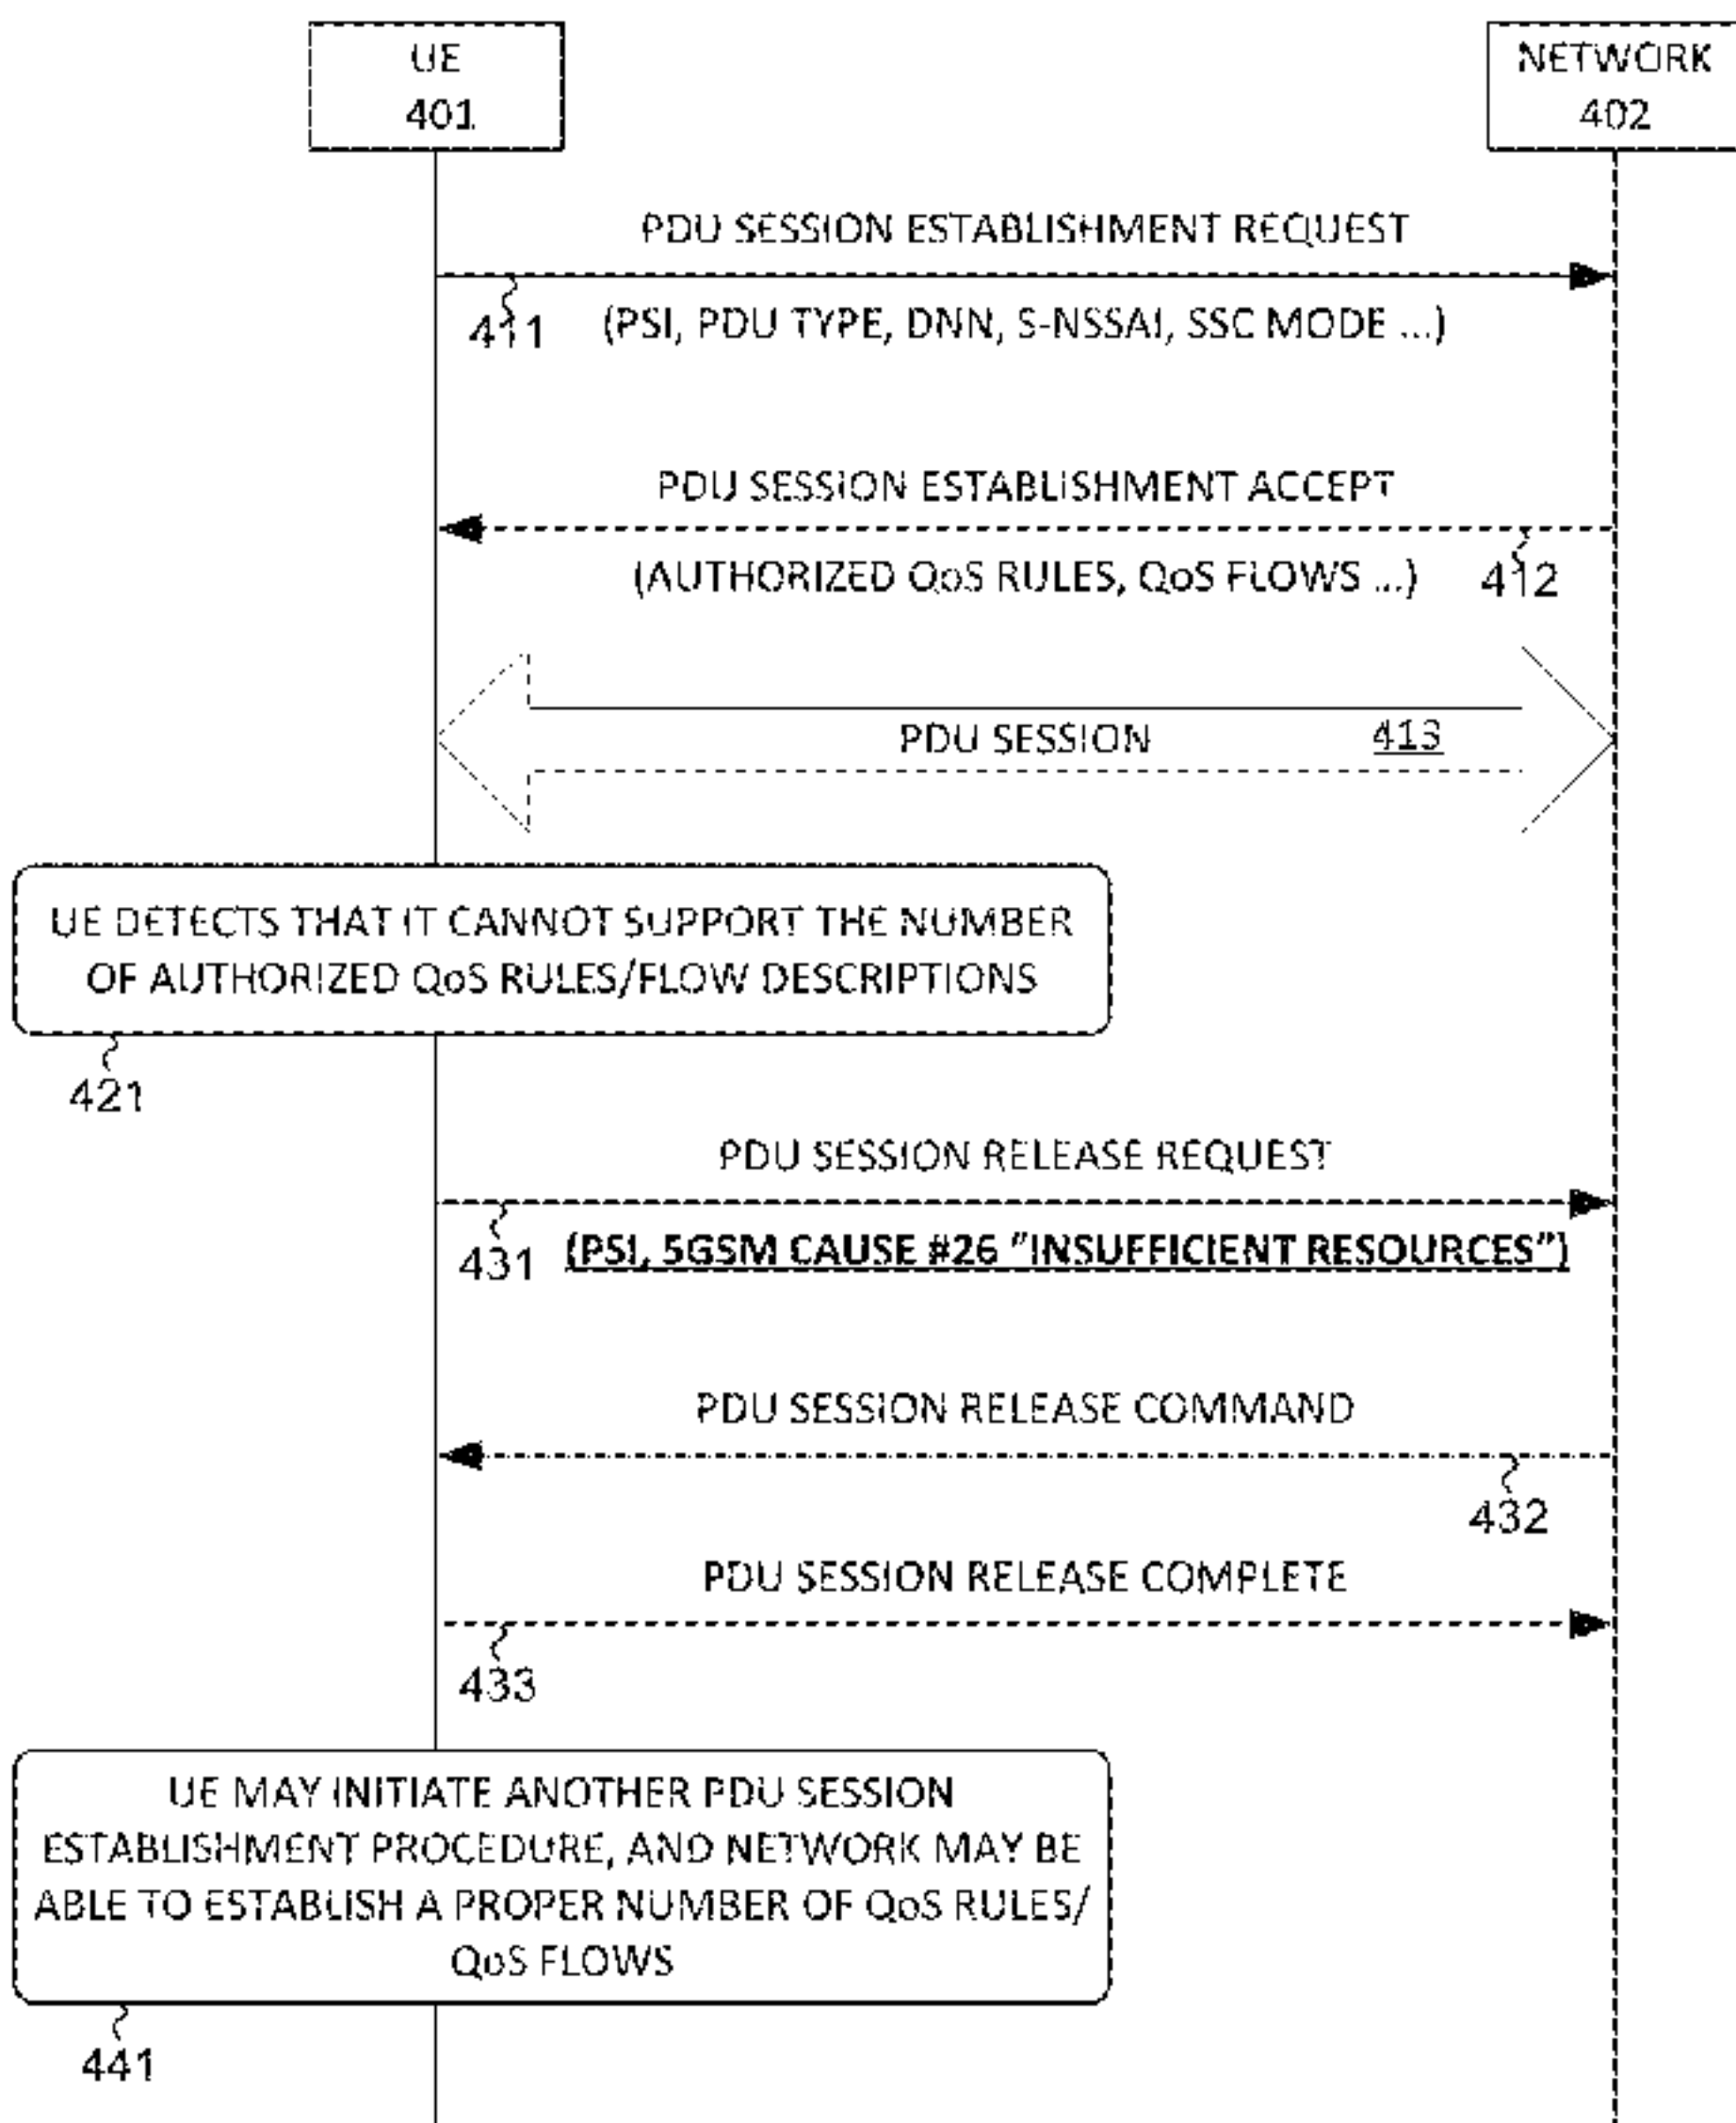 UE
401
NETWORK
402
PDU SESSION ESTABLISHMENT REQUEST
411
(PSI, PDU TYPE, DNN, S-NSSAI, SSC MODE ...)
PDU SESSION ESTABLISHMENT ACCEPT
(AUTHORIZED QoS RULES, QoS FLOWS ...)
412
PDU SESSION
413
UE DETECTS THAT IT CANNOT SUPPORT THE NUMBER
OF AUTHORIZED QoS RULES/FLOW DESCRIPTIONS
421
PDU SESSION RELEASE REQUEST
431
(PSI, 5GSM CAUSE #26 "INSUFFICIENT RESOURCES")
PDU SESSION RELEASE COMMAND
432
PDU SESSION RELEASE COMPLETE
433
UE MAY INITIATE ANOTHER PDU SESSION
ESTABLISHMENT PROCEDURE, AND NETWORK MAY BE
ABLE TO ESTABLISH A PROPER NUMBER OF QoS RULES/
QoS FLOWS
441